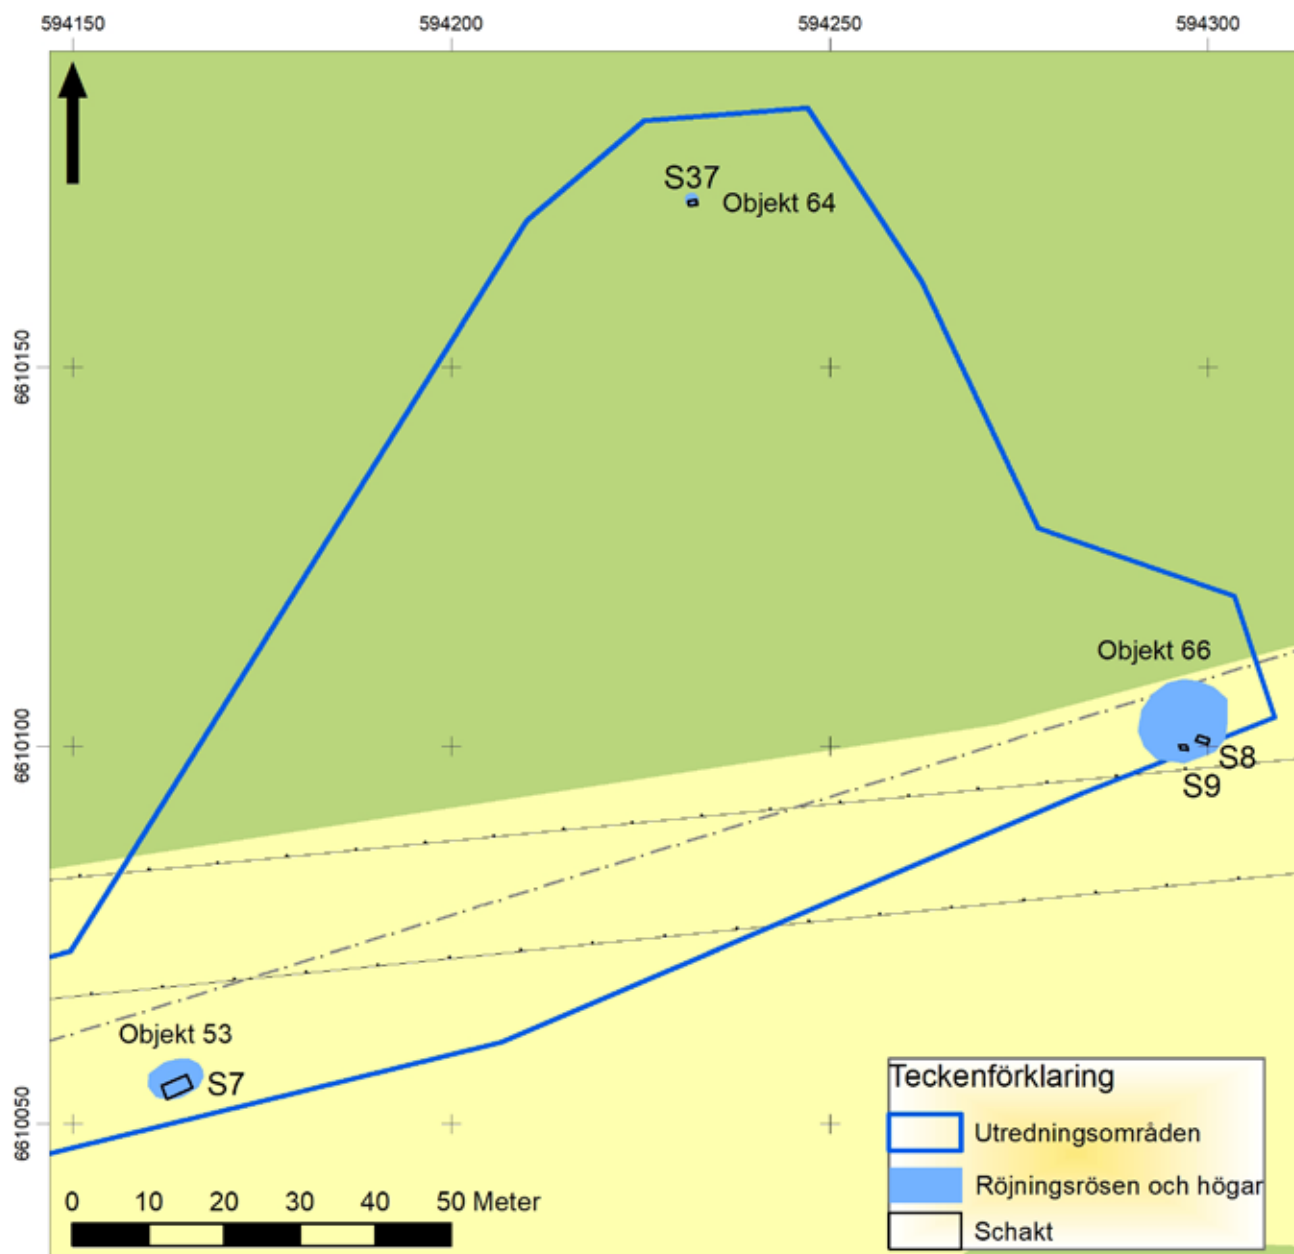 594150 594200 594250 594300
S37
Objekt 64
6610150
Objekt 66
6610100
S8
S9
Objekt 53
S7
6610050
Teckenförklaring
Utredningsområden
Röjningsrösen och högar
Schakt
0 10 20 30 40 50 Meter